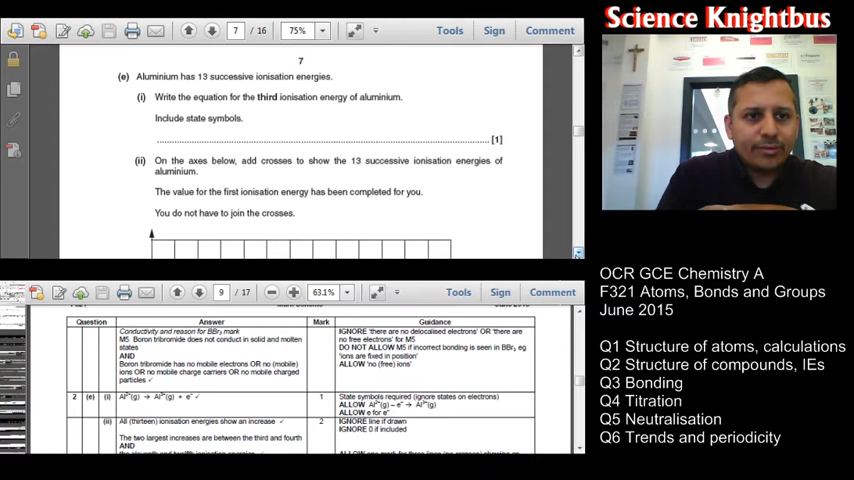 Science Knightbus
7 / 16
75%
Tools
Sign
Comment
7
(e) Aluminium has 13 successive ionisation energies.
(i) Write the equation for the third ionisation energy of aluminium.
Include state symbols.
[1]
(ii) On the axes below, add crosses to show the 13 successive ionisation energies of
aluminium.
The value for the first ionisation energy has been completed for you.
You do not have to join the crosses.
9 / 17
63.1%
Tools
Sign
Comment
Question Answer Mark Guidance
Conductivity and reason for BBr3 mark
M5 Boron tribromide does not conduct in solid and molten
states
AND
Boron tribromide has no mobile electrons OR no (mobile)
ions OR no mobile charge carriers OR no mobile charged
particles ✓
IGNORE 'there are no delocalised electrons' OR 'there are
no free electrons' for M5
DO NOT ALLOW M5 if incorrect bonding is seen in BBr3 eg
'ions are fixed in position'
ALLOW 'no (free) ions'
2 (e) (i) Al2+(g) → Al3+(g) + e– ✓ 1
State symbols required (ignore states on electrons)
ALLOW Al2+(g) – e– → Al3+(g)
ALLOW e for e–
(ii) All (thirteen) ionisation energies show an increase ✓ 2
The two largest increases are between the third and fourth
AND
IGNORE line if drawn
IGNORE 0 if included
OCR GCE Chemistry A
F321 Atoms, Bonds and Groups
June 2015
Q1 Structure of atoms, calculations
Q2 Structure of compounds, IEs
Q3 Bonding
Q4 Titration
Q5 Neutralisation
Q6 Trends and periodicity